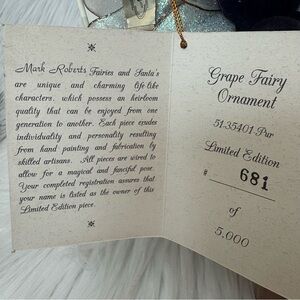 Mark Roberts Fairies and Santa's
are unique and charming life-like
characters, which possess an heirloom
quality that can be enjoyed from one
generation to another. Each piece exudes
individuality and personality resulting
from hand painting and fabrication by
skilled artisans. All pieces are wired to
allow for a magical and fanciful pose.
Your completed registration assures that
your name is listed as the owner of this
Limited Edition piece.
Grape Fairy
Ornament
51-35401 Pur
Limited Edition
# 681
of
5,000